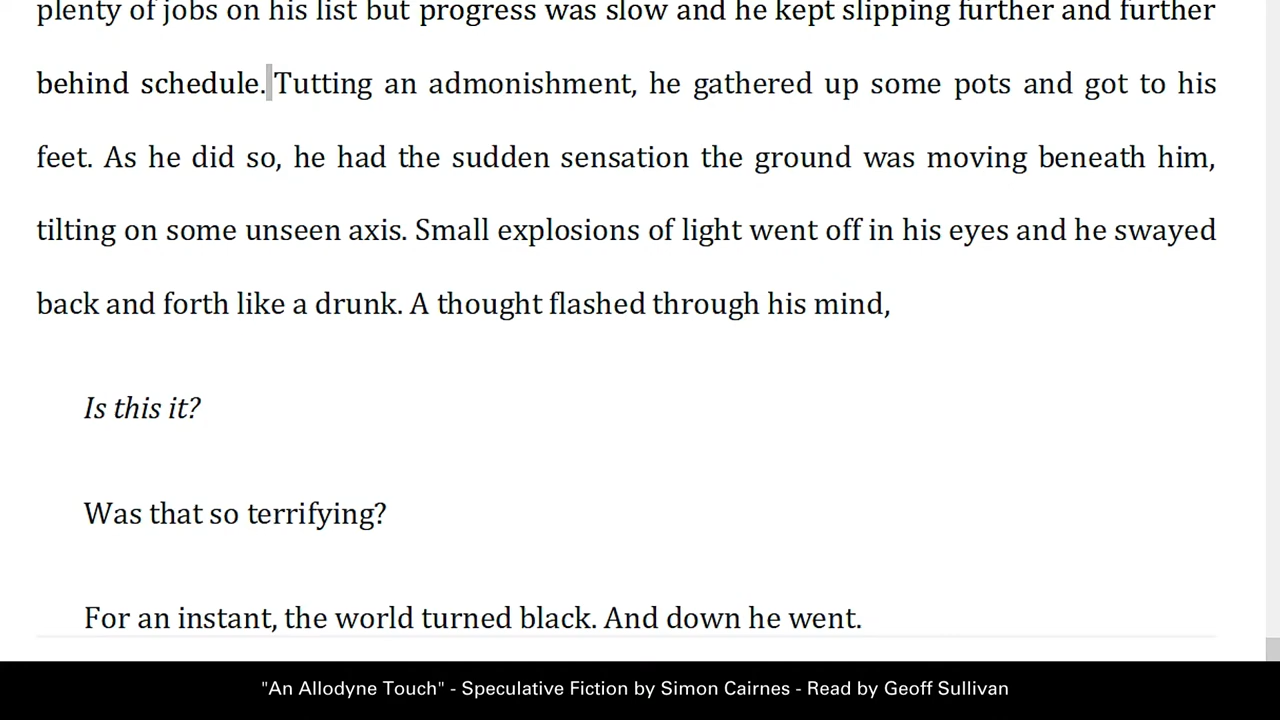 plenty of jobs on his list but progress was slow and he kept slipping further and further
behind schedule. Tutting an admonishment, he gathered up some pots and got to his
feet. As he did so, he had the sudden sensation the ground was moving beneath him,
tilting on some unseen axis. Small explosions of light went off in his eyes and he swayed
back and forth like a drunk. A thought flashed through his mind,
Is this it?
Was that so terrifying?
For an instant, the world turned black. And down he went.
"An Allodyne Touch" - Speculative Fiction by Simon Cairnes - Read by Geoff Sullivan